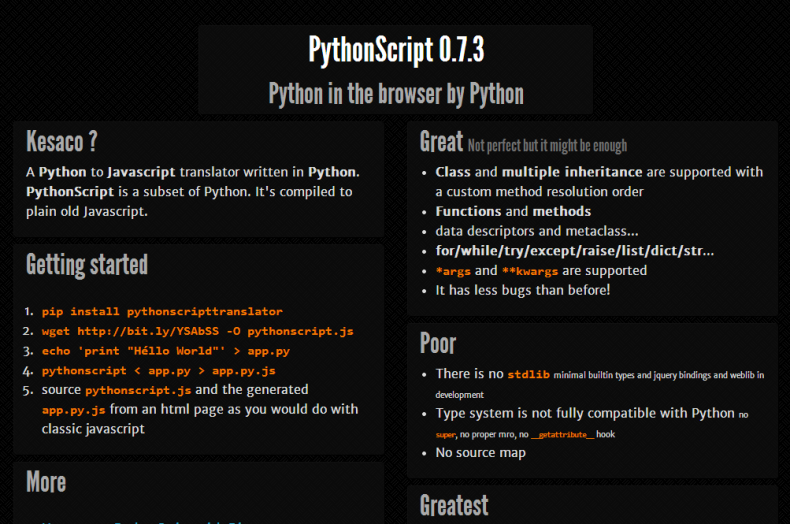 PythonScript 0.7.3
Python in the browser by Python
Kesaco ?
A Python to Javascript translator written in Python.
PythonScript is a subset of Python. It's compiled to
plain old Javascript.
Getting started
1. pip install pythonscripttranslator
2. wget http://bit.ly/YSAbSS -O pythonscript.js
3. echo 'print "Héllo World"' > app.py
4. pythonscript < app.py > app.py.js
5. source pythonscript.js and the generated
app.py.js from an html page as you would do with
classic javascript
More
Great Not perfect but it might be enough
• Class and multiple inheritance are supported with
a custom method resolution order
• Functions and methods
• data descriptors and metaclass...
• for/while/try/except/raise/list/dict/str...
• *args and **kwargs are supported
• It has less bugs than before!
Poor
• There is no stdlib minimal builtin types and jquery bindings and weblib in
development
• Type system is not fully compatible with Python no
super, no proper mro, no __getattribute__ hook
• No source map
Greatest